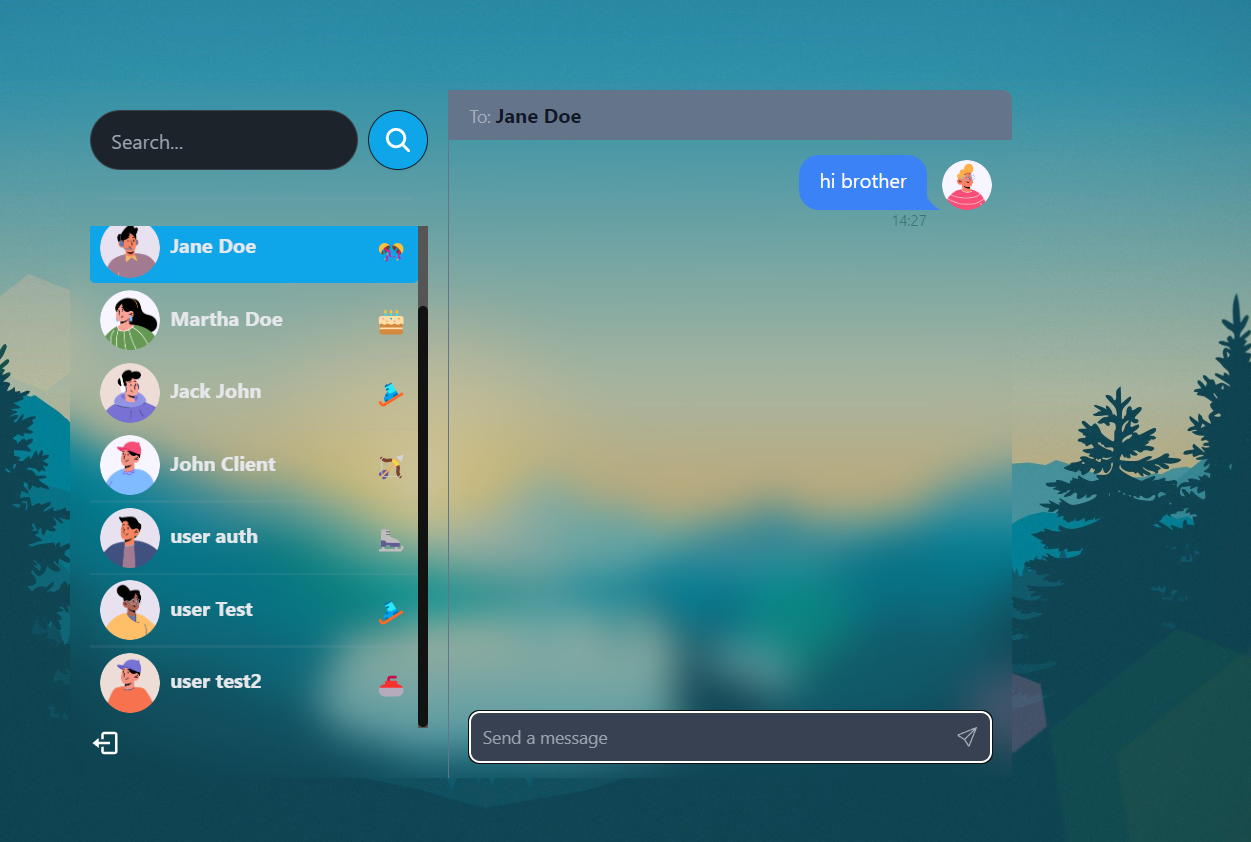 Search...
Jane Doe
Martha Doe
Jack John
John Client
user auth
user Test
user test2
To: Jane Doe
hi brother
14:27
Send a message